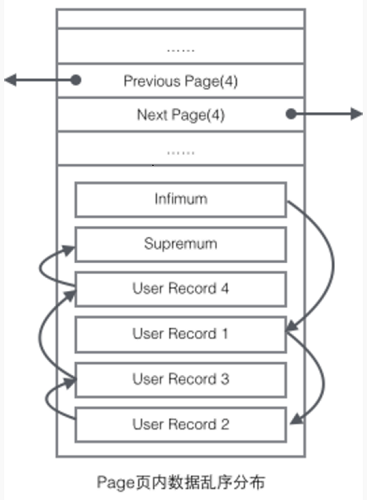 ......
Previous Page(4)
Next Page(4)
......
Infimum
Supremum
User Record 4
User Record 1
User Record 3
User Record 2
Page页内数据乱序分布